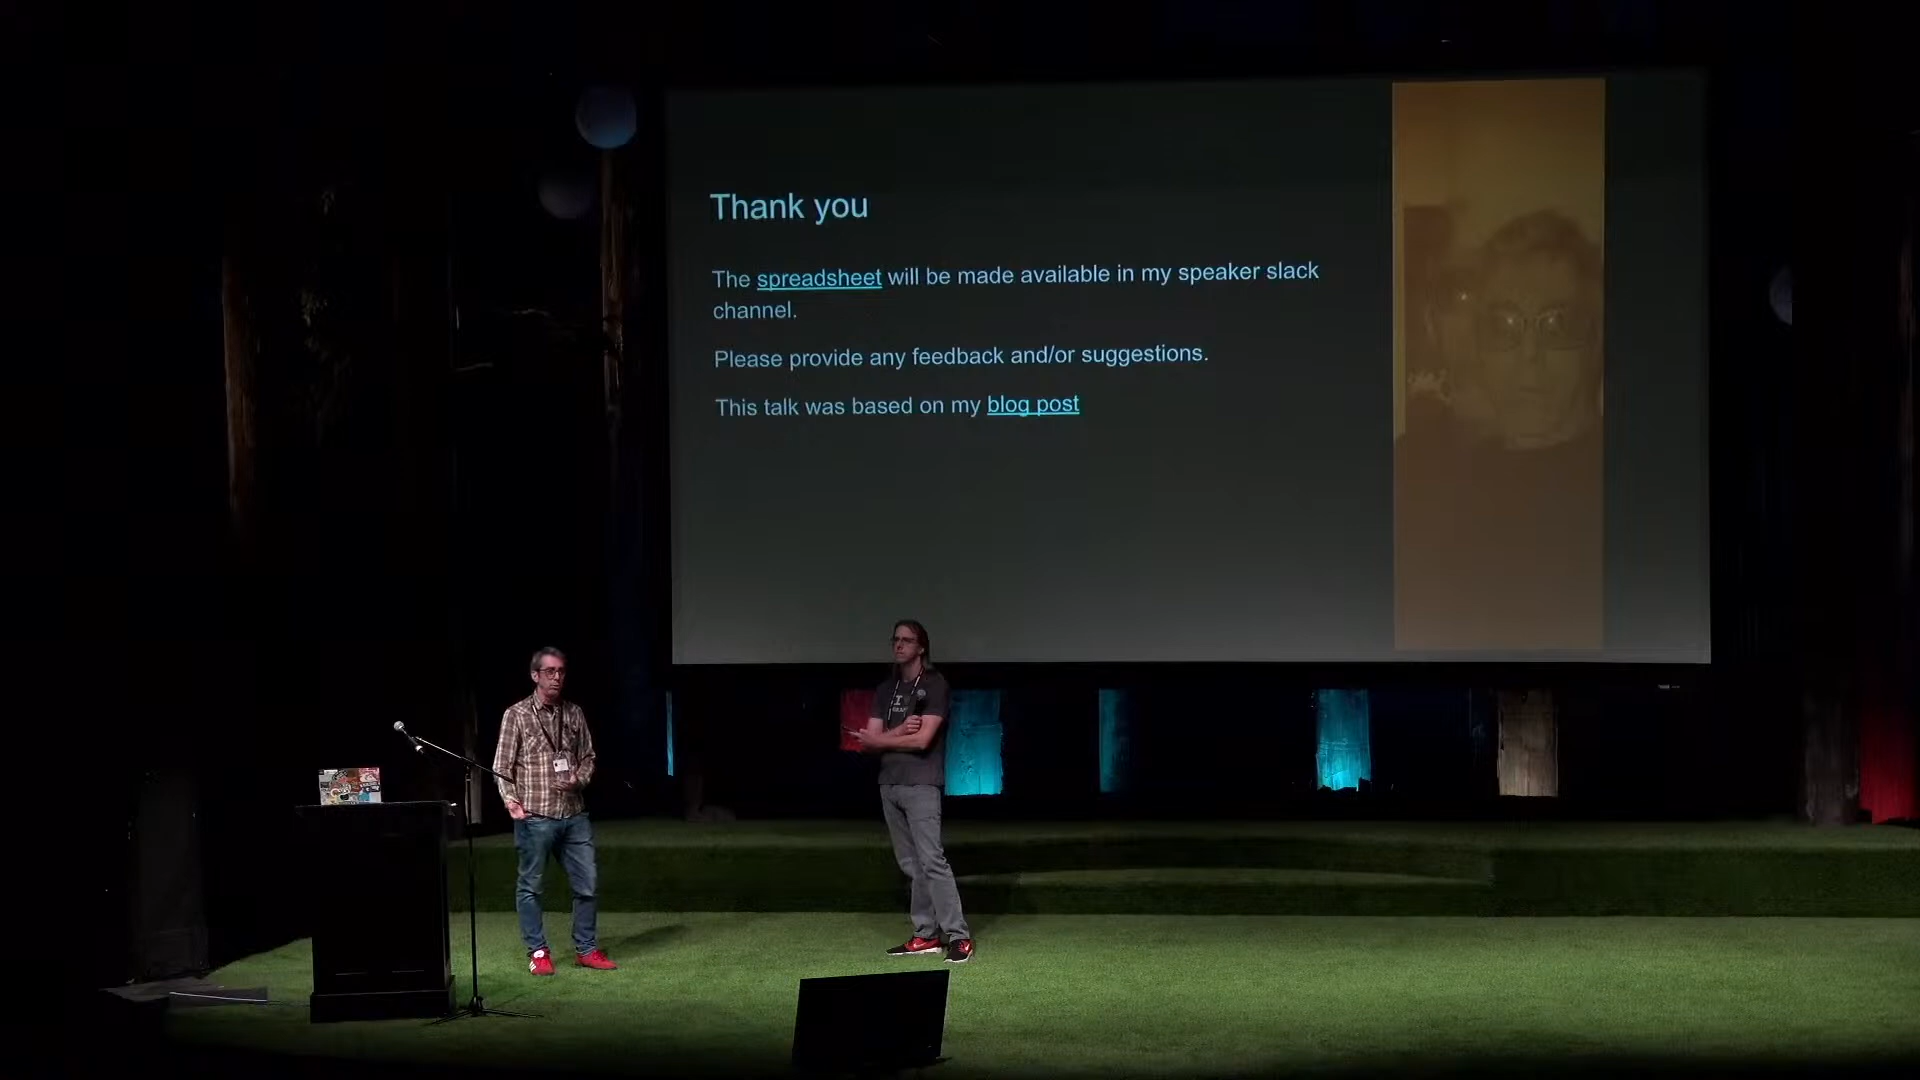 Thank you
The spreadsheet will be made available in my speaker slack
channel.
Please provide any feedback and/or suggestions.
This talk was based on my blog post